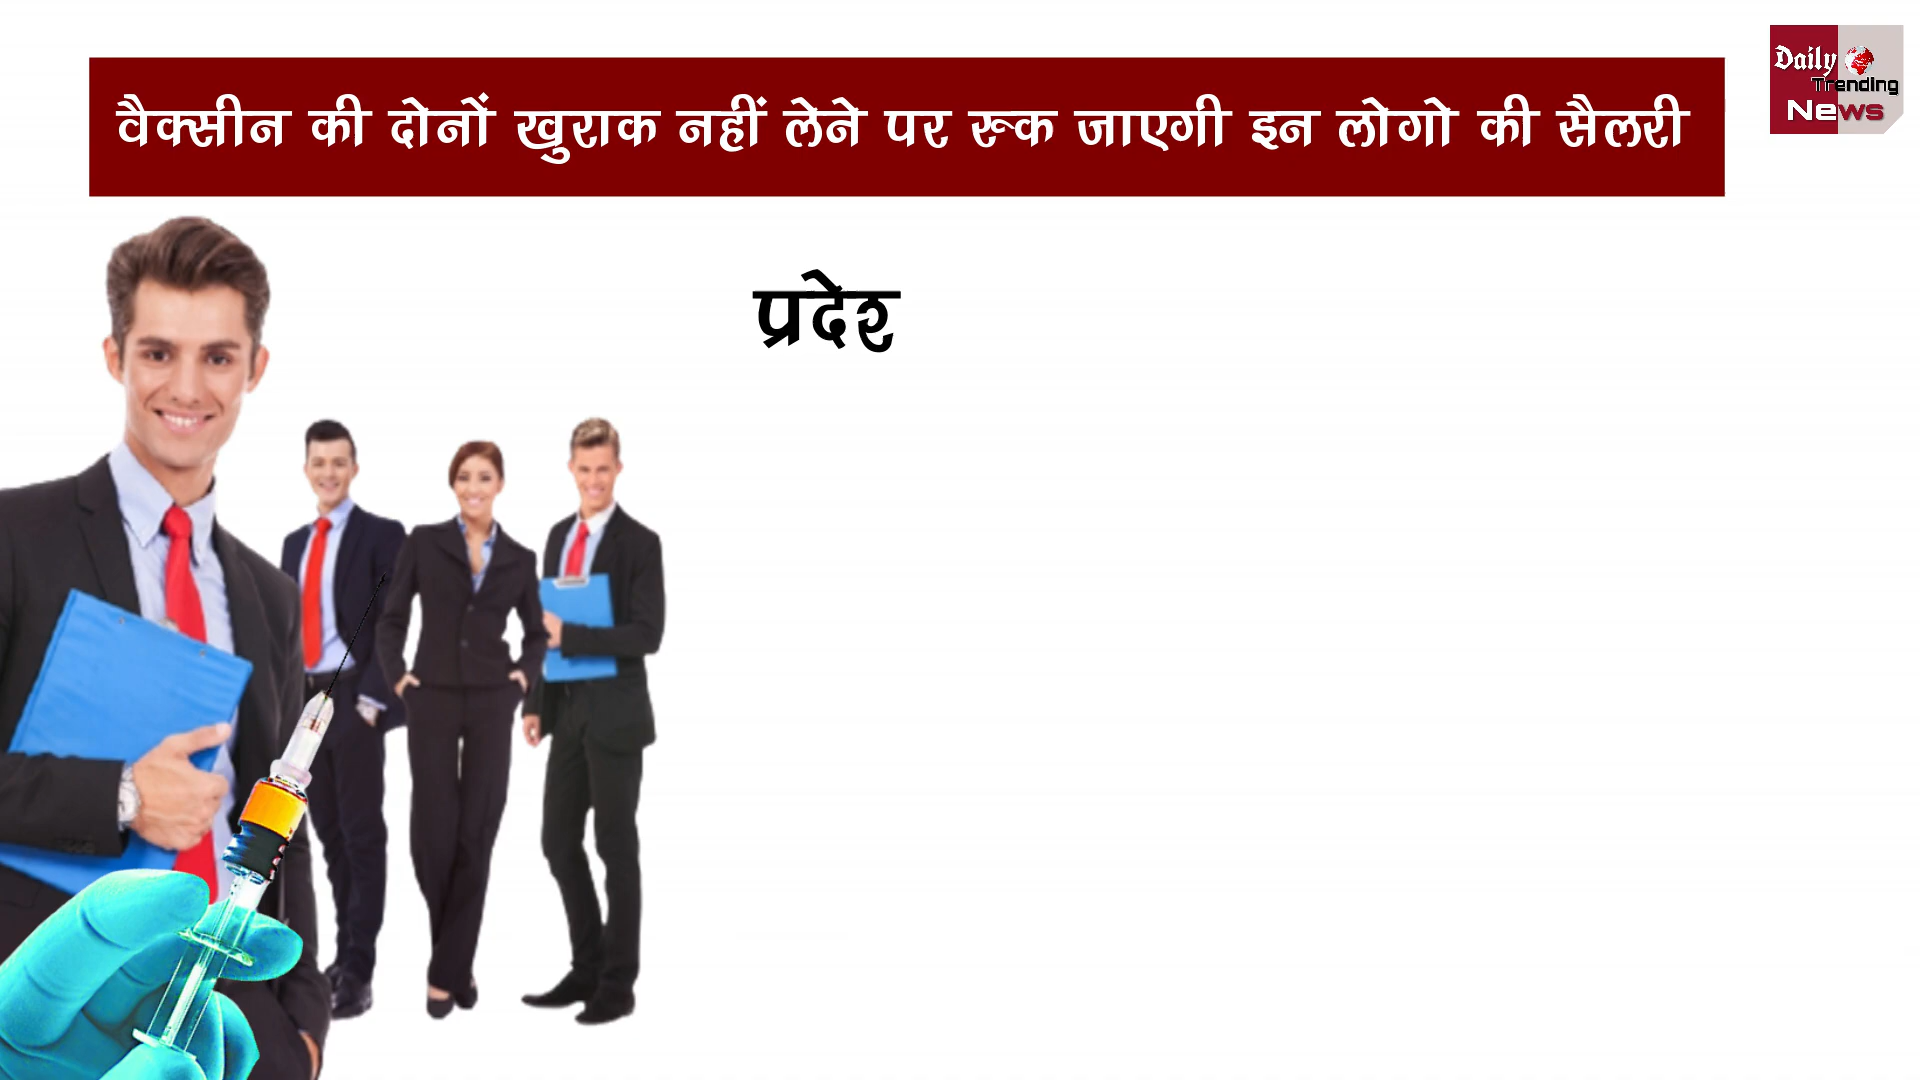 वैक्सीन की दोनों खुराक नहीं लेने पर रूक जाएगी इन लोगो की सैलरी
Daily
Trending
News
प्रदेश